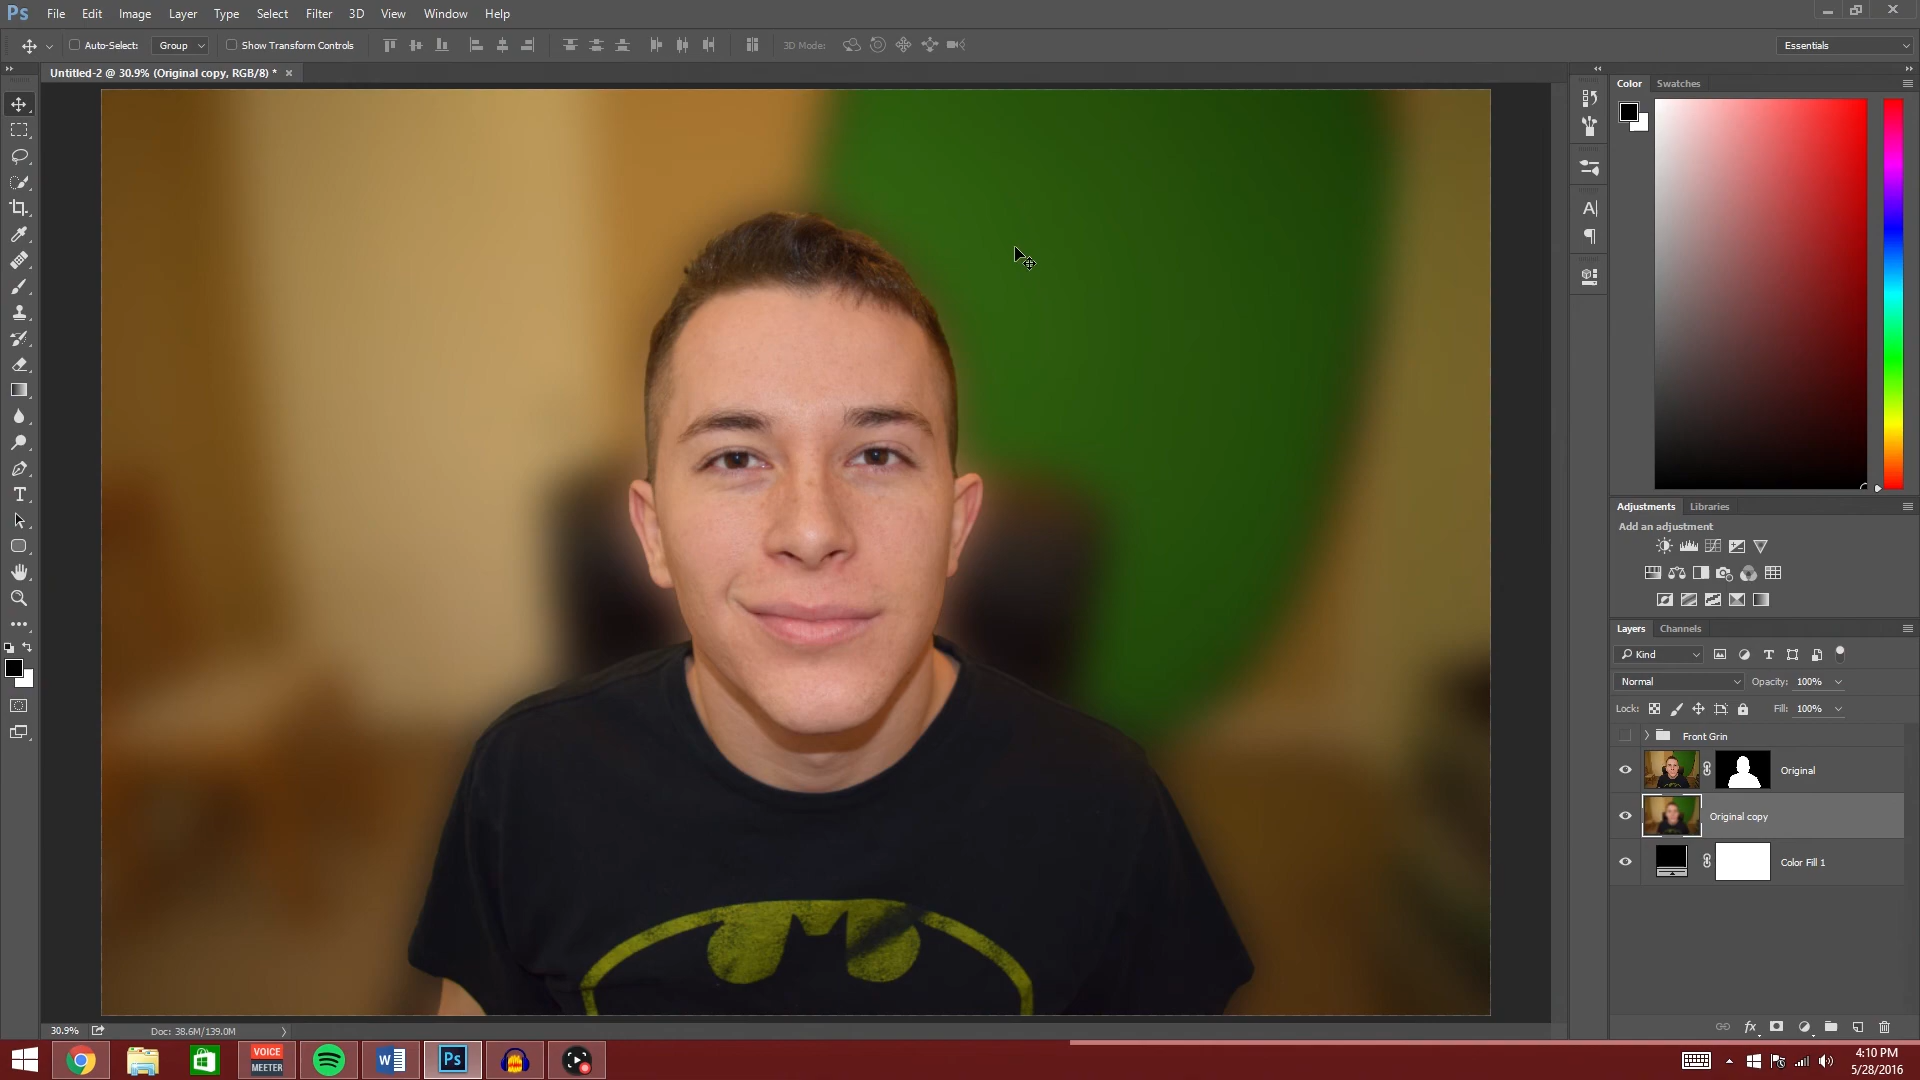 Ps File Edit Image Layer Type Select Filter 3D View Window Help
Auto-Select: Group Show Transform Controls 3D Mode: Essentials
Untitled-2 @ 30.9% (Original copy, RGB/8) *
Color Swatches
Adjustments Libraries
Add an adjustment
Layers Channels
Kind
Normal Opacity: 100%
Lock: Fill: 100%
Front Grin
Original
Original copy
Color Fill 1
30.9% Doc: 38.6M/139.0M
VOICE
MEETER
Ps
4:10 PM
5/28/2016